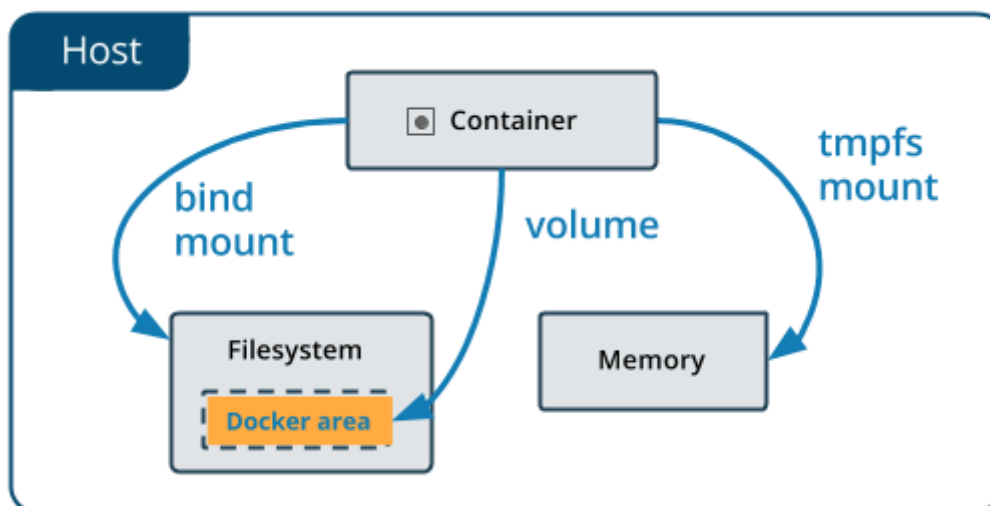 Host
Container
tmpfs
mount
bind
mount
volume
Filesystem
Memory
Docker area